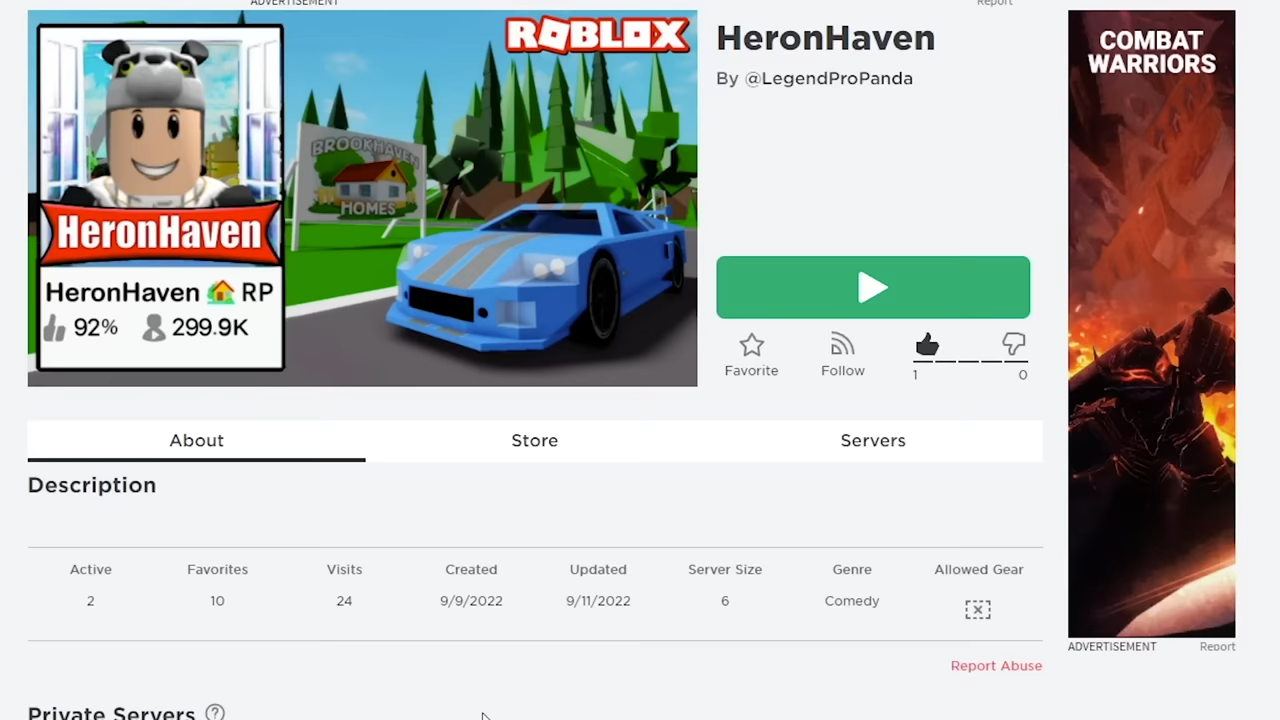 ADVERTISEMENT
Report
ROBLOX
BROOKHAVEN
HOMES
HeronHaven
HeronHaven RP
92%
299.9K
HeronHaven
By @LegendProPanda
Favorite
Follow
1
0
COMBAT
WARRIORS
About
Store
Servers
Description
Active
Favorites
Visits
Created
Updated
Server Size
Genre
Allowed Gear
2
10
24
9/9/2022
9/11/2022
6
Comedy
ADVERTISEMENT
Report
Report Abuse
Private Servers